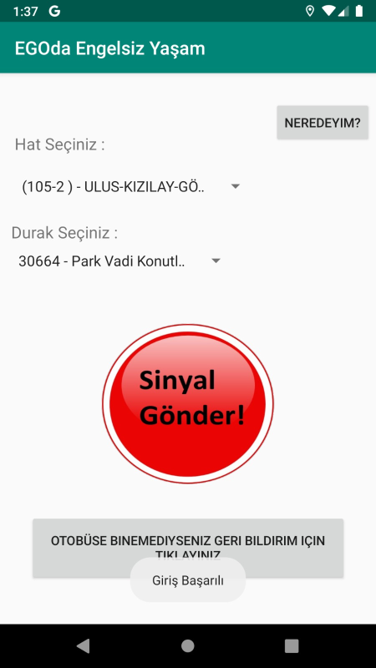 1:37 G
EGOda Engelsiz Yaşam
NEREDEYIM?
Hat Seçiniz :
(105-2 ) - ULUS-KIZILAY-GÖ..
Durak Seçiniz :
30664 - Park Vadi Konutl..
Sinyal
Gönder!
OTOBÜSE BINEMEDIYSENIZ GERI BILDIRIM IÇIN
TIKLAYINIZ
Giriş Başarılı